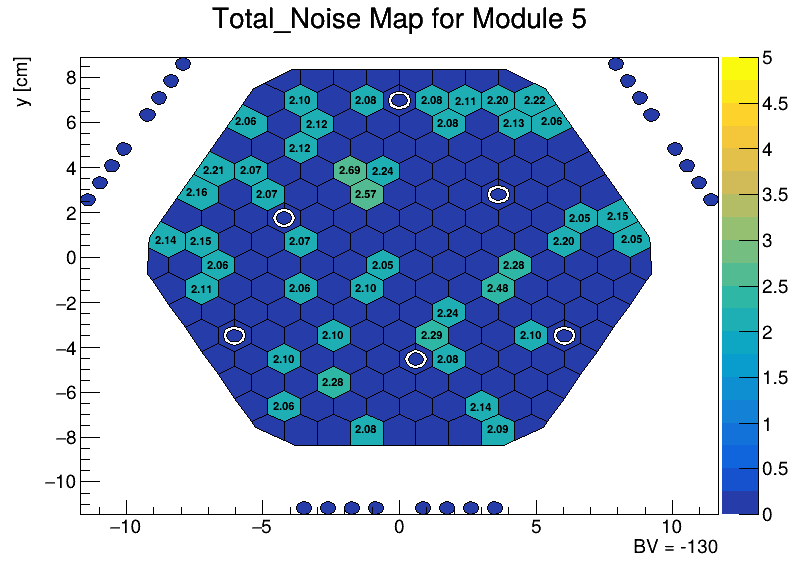 Total_Noise Map for Module 5
y [cm]
8
6
4
2
0
−2
−4
−6
−8
−10
2.10 2.08 2.08 2.11 2.20 2.22
2.06 2.12 2.08 2.13 2.06
2.12
2.21 2.07 2.69 2.24
2.16 2.07 2.57
2.05 2.15
2.14 2.15 2.07 2.20 2.05
2.06 2.05 2.28
2.11 2.06 2.10 2.48
2.24
2.10 2.29 2.10
2.10 2.08
2.28
2.06 2.14
2.08 2.09
5
4.5
4
3.5
3
2.5
2
1.5
1
0.5
0
−10 −5 0 5 10
BV = -130